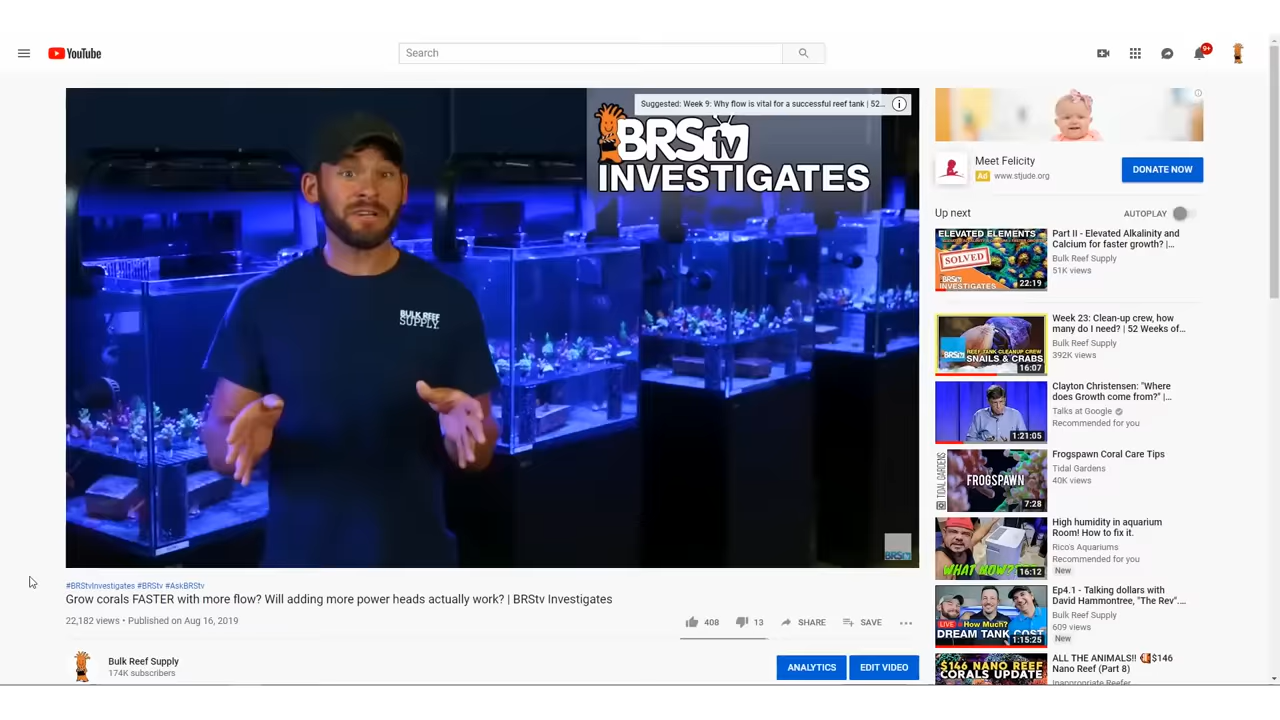 YouTube
Search
9+
Suggested: Week 9: Why flow is vital for a successful reef tank | 52...
BRStv
INVESTIGATES
BULK REEF
SUPPLY
BRStv
#BRStvInvestigates #BRStv #AskBRStv
Grow corals FASTER with more flow? Will adding more power heads actually work? | BRStv Investigates
22,182 views • Published on Aug 16, 2019
408
13
SHARE
SAVE
Bulk Reef Supply
174K subscribers
ANALYTICS
EDIT VIDEO
Meet Felicity
Ad www.stjude.org
DONATE NOW
Up next
AUTOPLAY
ELEVATED ELEMENTS
SOLVED
BRStv
INVESTIGATES
22:19
Part II - Elevated Alkalinity and
Calcium for faster growth? |...
Bulk Reef Supply
51K views
REEF TANK CLEANUP CREW
SNAILS & CRABS
16:07
Week 23: Clean-up crew, how
many do I need? | 52 Weeks of...
Bulk Reef Supply
392K views
1:21:05
Clayton Christensen: "Where
does Growth come from?" |...
Talks at Google
Recommended for you
TIDAL GARDENS
FROGSPAWN
7:28
Frogspawn Coral Care Tips
Tidal Gardens
40K views
WHAT NOW??
16:12
High humidity in aquarium
Room! How to fix it.
Rico's Aquariums
Recommended for you
New
LIVE How Much?
DREAM TANK COST
1:15:25
Ep4.1 - Talking dollars with
David Hammontree, "The Rev"....
Bulk Reef Supply
609 views
New
$146 NANO REEF
CORALS UPDATE
ALL THE ANIMALS!! $146
Nano Reef (Part 8)
Inappropriate Reefer